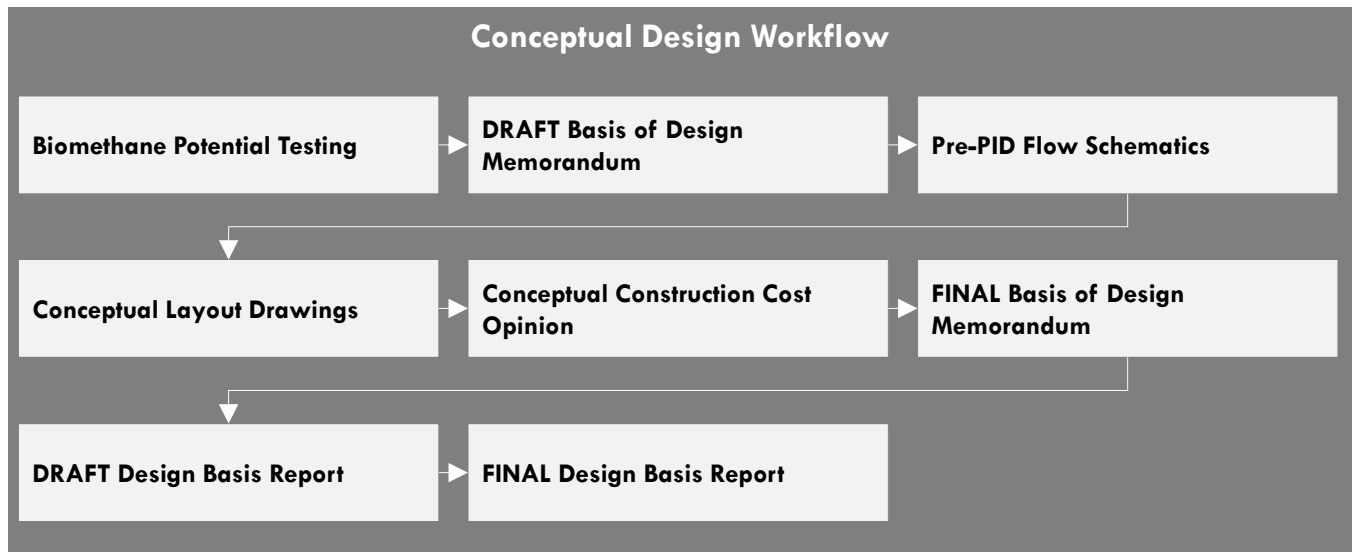 Conceptual Design Workflow
Biomethane Potential Testing
DRAFT Basis of Design
Memorandum
Pre-PID Flow Schematics
Conceptual Layout Drawings
Conceptual Construction Cost
Opinion
FINAL Basis of Design
Memorandum
DRAFT Design Basis Report
FINAL Design Basis Report